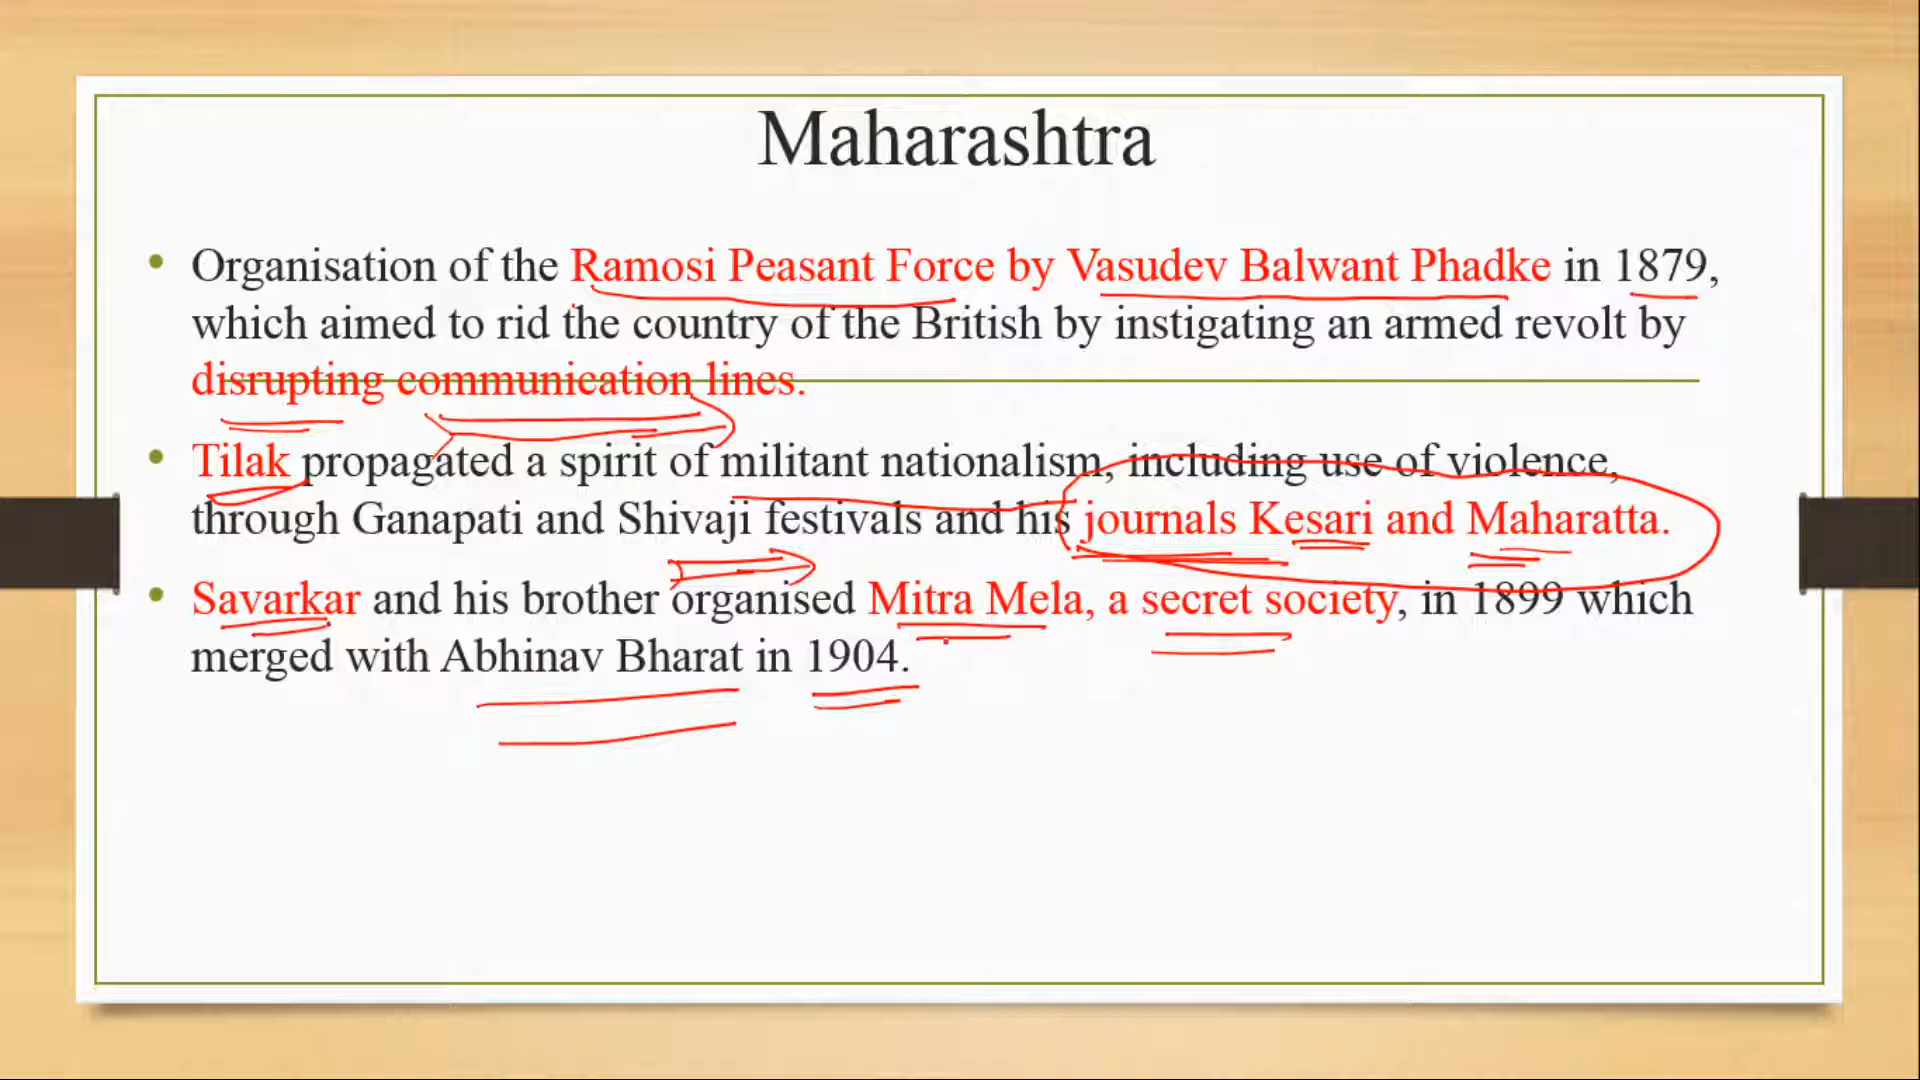 Maharashtra
• Organisation of the Ramosi Peasant Force by Vasudev Balwant Phadke in 1879,
which aimed to rid the country of the British by instigating an armed revolt by
disrupting communication lines.
• Tilak propagated a spirit of militant nationalism, including use of violence,
through Ganapati and Shivaji festivals and his journals Kesari and Maharatta.
• Savarkar and his brother organised Mitra Mela, a secret society, in 1899 which
merged with Abhinav Bharat in 1904.